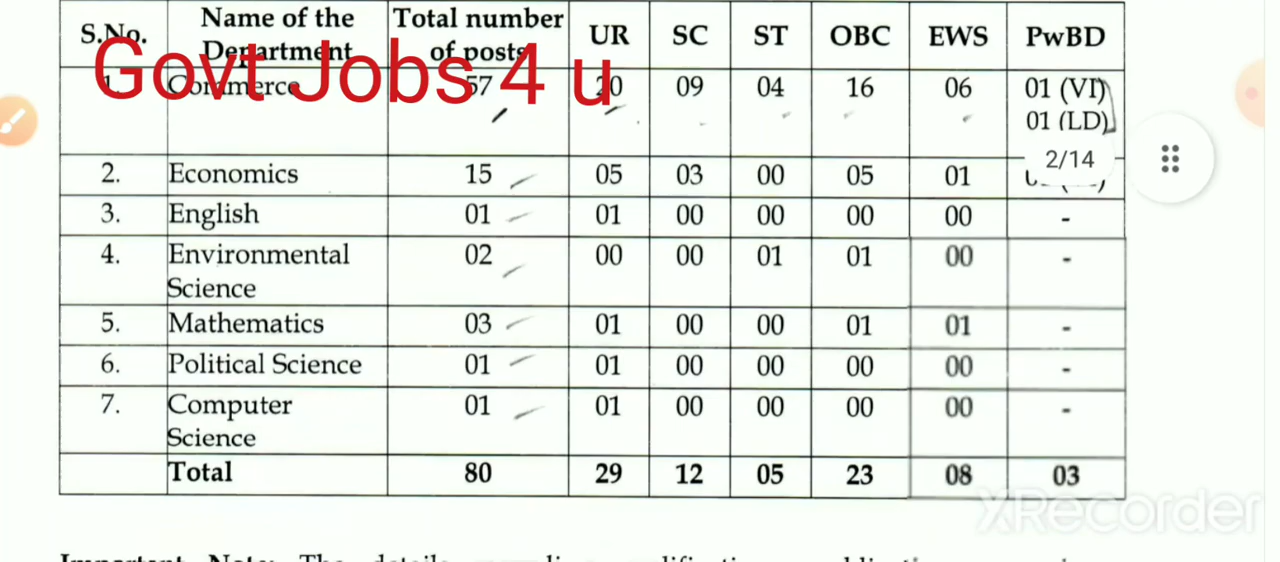 S.No. Name of the Department Total number of posts UR SC ST OBC EWS PwBD
Govt Jobs 4 u
1. Commerce 57 20 09 04 16 06 01 (VI)
01 (LD)
2/14
2. Economics 15 05 03 00 05 01
3. English 01 01 00 00 00 00 -
4. Environmental Science 02 00 00 01 01 00 -
5. Mathematics 03 01 00 00 01 01 -
6. Political Science 01 01 00 00 00 00 -
7. Computer Science 01 01 00 00 00 00 -
Total 80 29 12 05 23 08 03
XRecorder
Important Note: The details